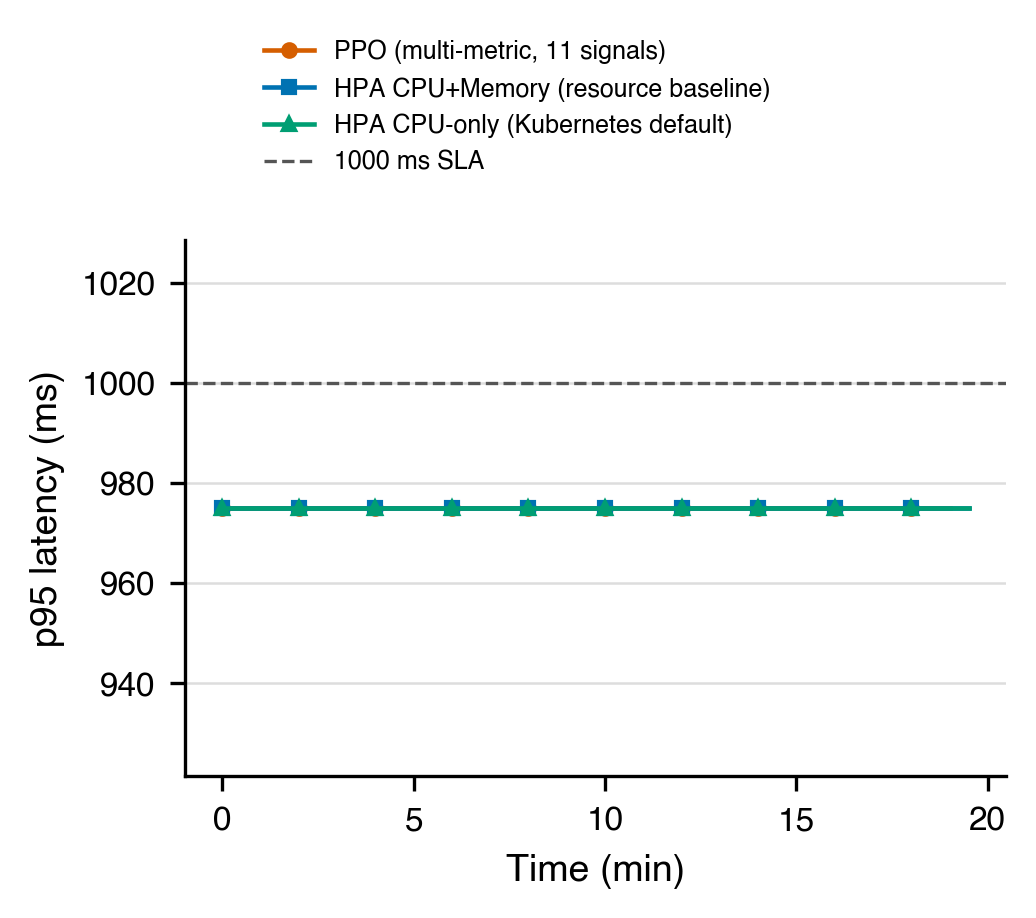 PPO (multi-metric, 11 signals)
HPA CPU+Memory (resource baseline)
HPA CPU-only (Kubernetes default)
1000 ms SLA
1020
1000
980
960
940
p95 latency (ms)
0 5 10 15 20
Time (min)